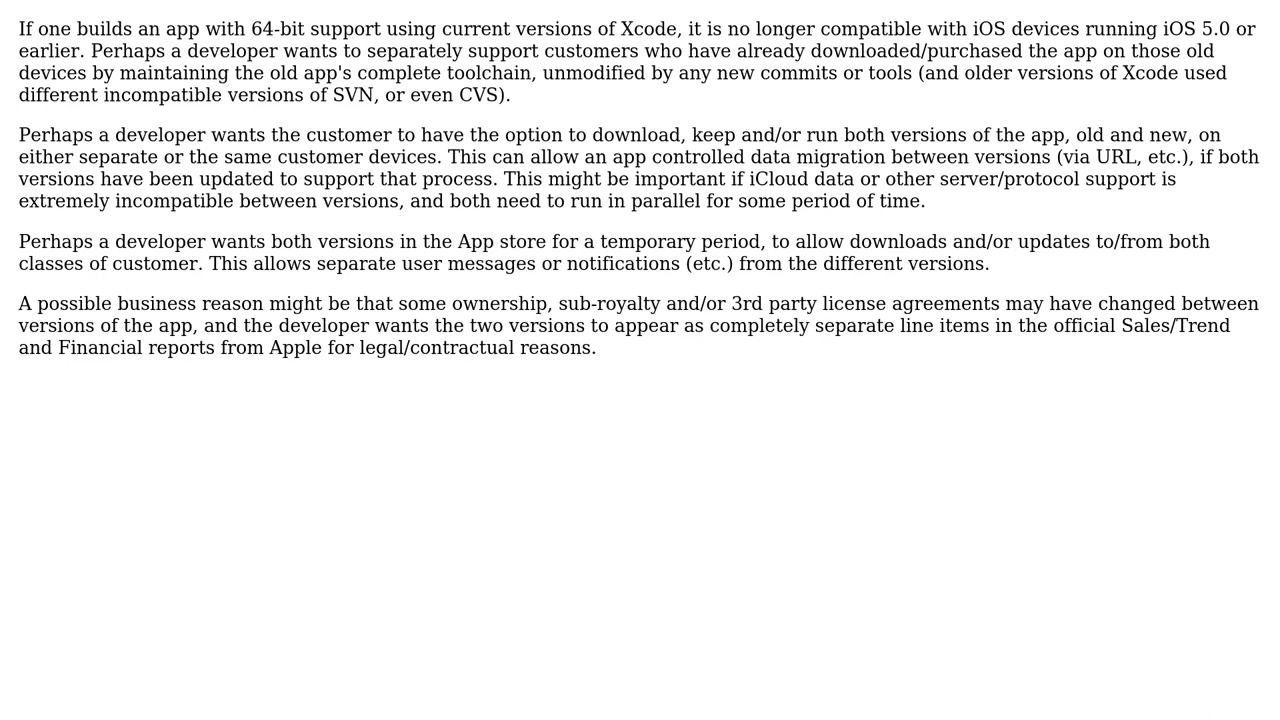 If one builds an app with 64-bit support using current versions of Xcode, it is no longer compatible with iOS devices running iOS 5.0 or
earlier. Perhaps a developer wants to separately support customers who have already downloaded/purchased the app on those old
devices by maintaining the old app's complete toolchain, unmodified by any new commits or tools (and older versions of Xcode used
different incompatible versions of SVN, or even CVS).
Perhaps a developer wants the customer to have the option to download, keep and/or run both versions of the app, old and new, on
either separate or the same customer devices. This can allow an app controlled data migration between versions (via URL, etc.), if both
versions have been updated to support that process. This might be important if iCloud data or other server/protocol support is
extremely incompatible between versions, and both need to run in parallel for some period of time.
Perhaps a developer wants both versions in the App store for a temporary period, to allow downloads and/or updates to/from both
classes of customer. This allows separate user messages or notifications (etc.) from the different versions.
A possible business reason might be that some ownership, sub-royalty and/or 3rd party license agreements may have changed between
versions of the app, and the developer wants the two versions to appear as completely separate line items in the official Sales/Trend
and Financial reports from Apple for legal/contractual reasons.